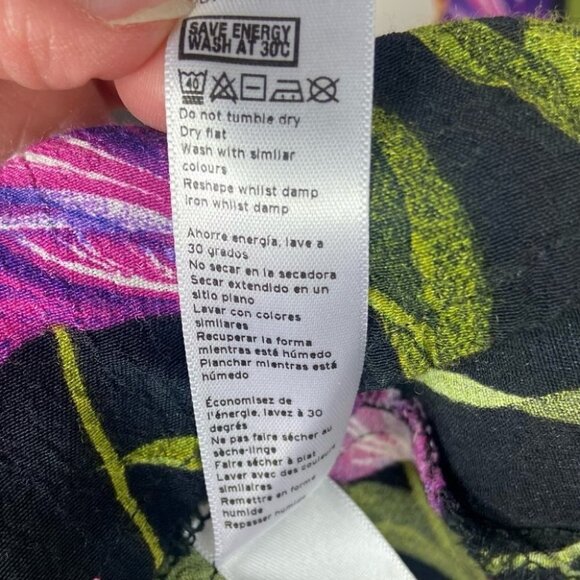 SAVE ENERGY
WASH AT 30C
40
Do not tumble dry
Dry flat
Wash with similar
colours
Reshape whilst damp
Iron whilst damp
Ahorre energía, lave a
30 grados
No secar en la secadora
Secar extendido en un
sitio plano
Lavar con colores
similares
Recuperar la forma
mientras está húmedo
Planchar mientras está
húmedo
Économisez de
l'énergie, lavez à 30
degrés
Ne pas faire sécher au
sèche-linge
Faire sécher à plat
Laver avec des couleurs
similaires
Remettre en forme
humide
Repasser humide